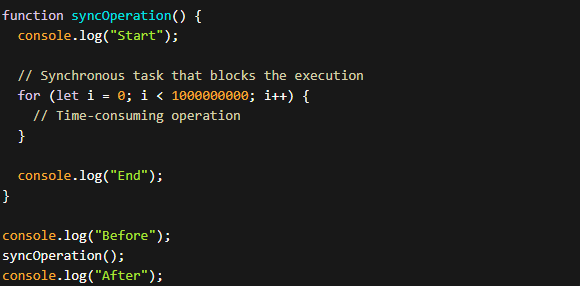 function syncOperation() {
  console.log("Start");

  // Synchronous task that blocks the execution
  for (let i = 0; i < 1000000000; i++) {
    // Time-consuming operation
  }

  console.log("End");
}

console.log("Before");
syncOperation();
console.log("After");